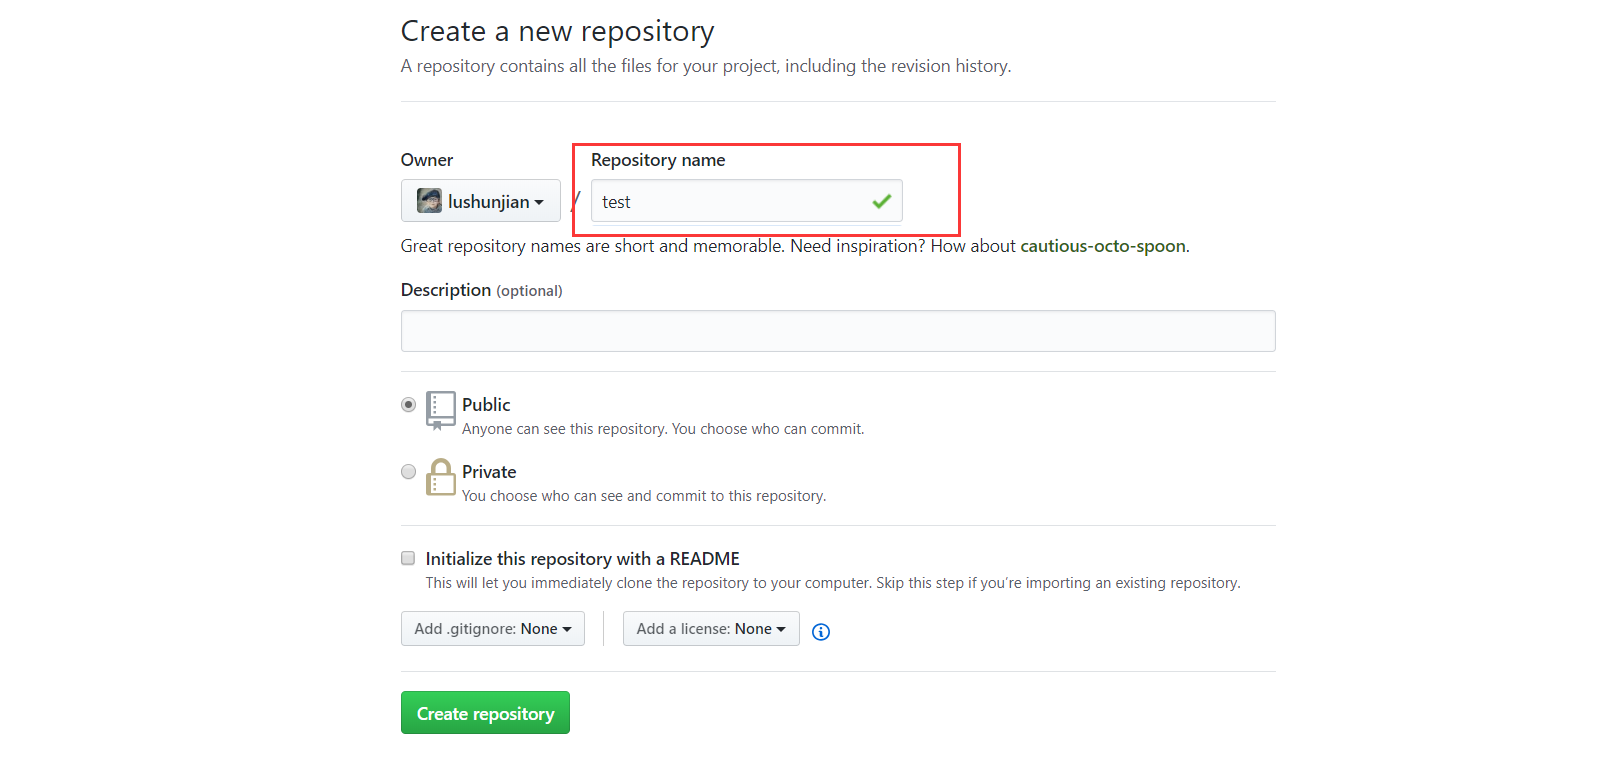 Create a new repository
A repository contains all the files for your project, including the revision history.
Owner
Repository name
lushunjian / test
Great repository names are short and memorable. Need inspiration? How about cautious-octo-spoon.
Description (optional)
Public
Anyone can see this repository. You choose who can commit.
Private
You choose who can see and commit to this repository.
Initialize this repository with a README
This will let you immediately clone the repository to your computer. Skip this step if you’re importing an existing repository.
Add .gitignore: None
Add a license: None
Create repository